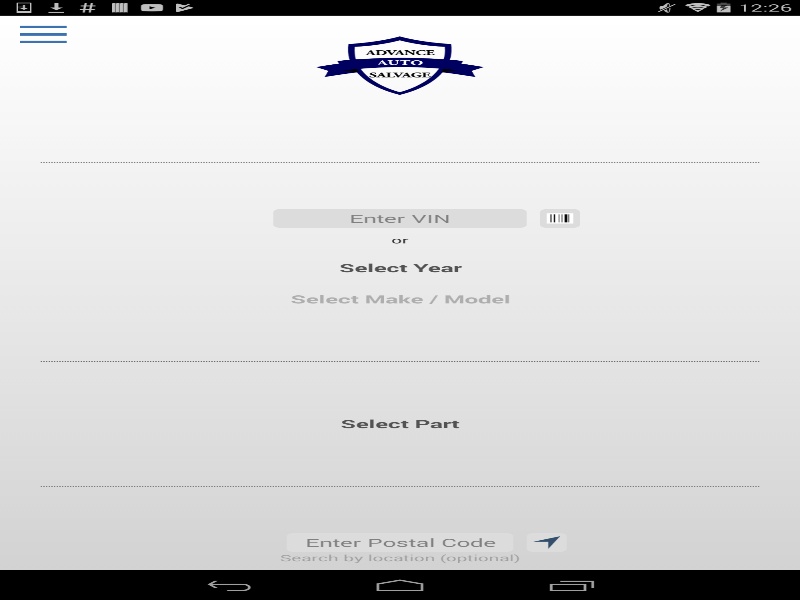 12:26
ADVANCE
AUTO
SALVAGE
Enter VIN
or
Select Year
Select Make / Model
Select Part
Enter Postal Code
Search by location (optional)